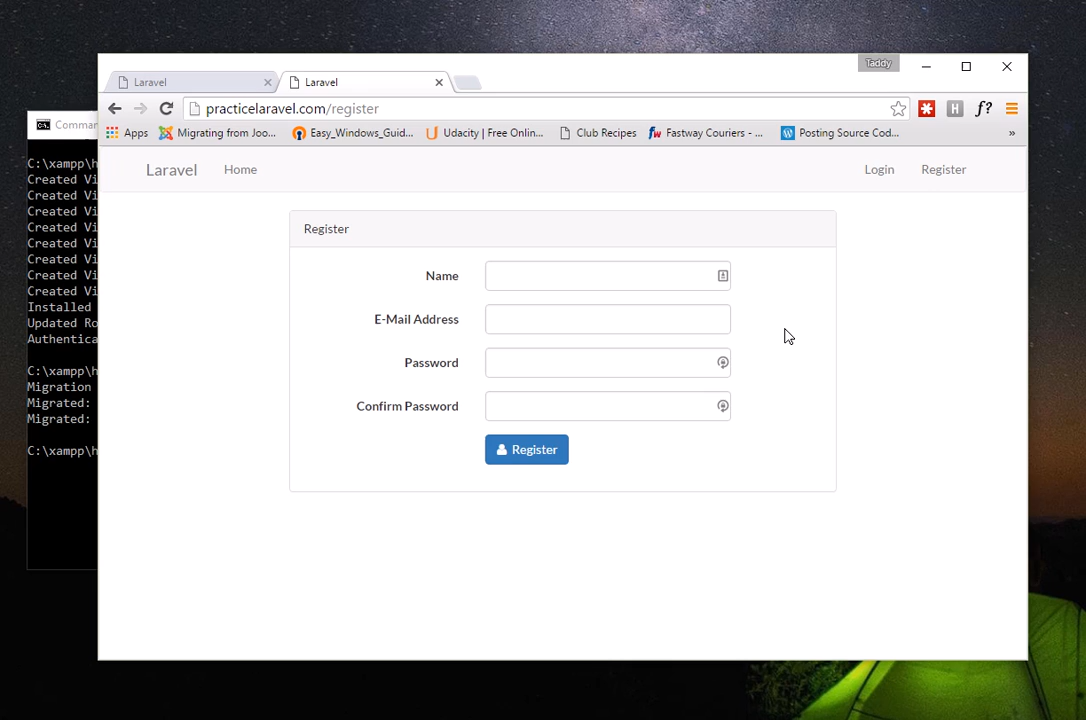 Taddy
Laravel
Laravel
practicelaravel.com/register
Apps
Migrating from Joo...
Easy_Windows_Guid...
Udacity | Free Onlin...
Club Recipes
Fastway Couriers – ...
Posting Source Cod...
»
H
f?
Laravel Home Login Register
Register
Name
E-Mail Address
Password
Confirm Password
Register
Comman
C:\xampp\h
Created Vi
Created Vi
Created Vi
Created Vi
Created Vi
Created Vi
Created Vi
Created Vi
Installed
Updated Ro
Authentica
C:\xampp\h
Migration
Migrated:
Migrated:
C:\xampp\h